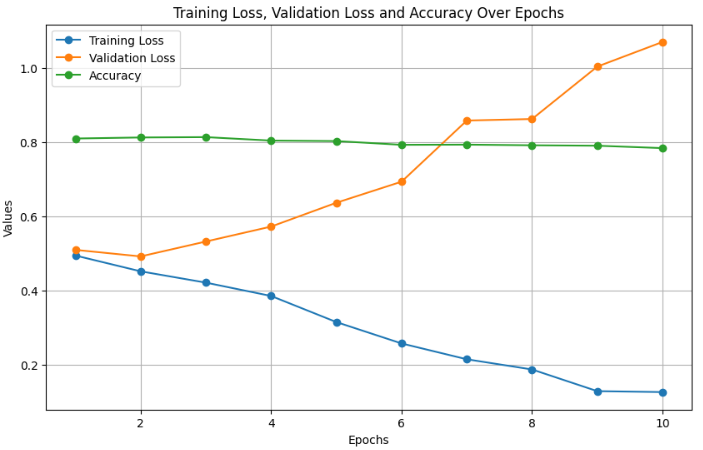 Training Loss, Validation Loss and Accuracy Over Epochs
Training Loss
Validation Loss
Accuracy
1.0
0.8
0.6
0.4
0.2
Values
2
4
6
8
10
Epochs